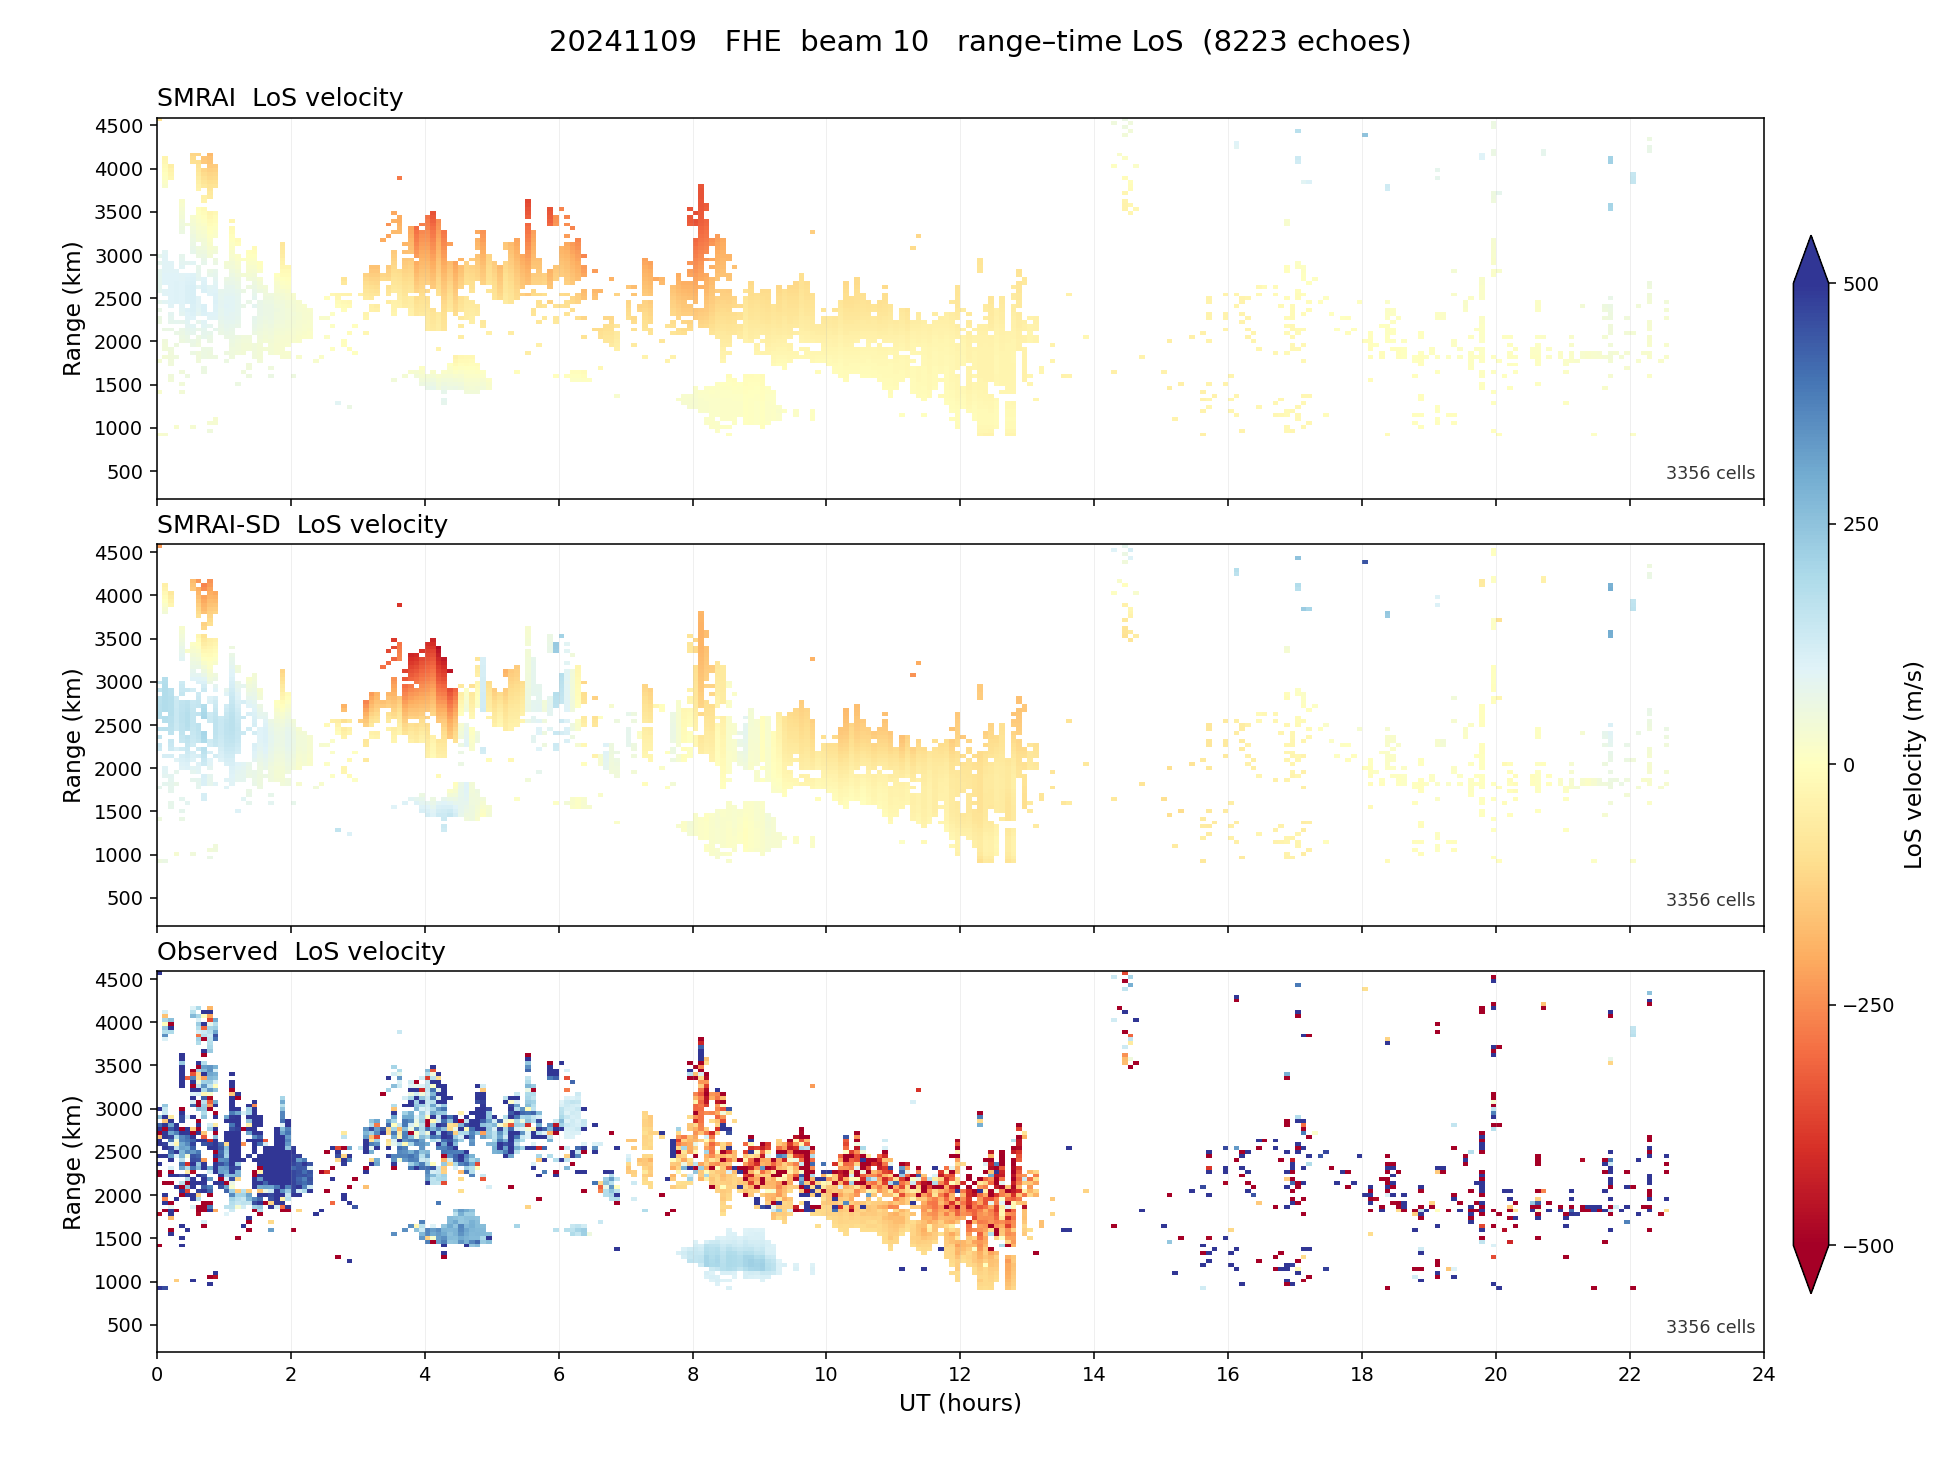 20241109   FHE  beam 10   range–time LoS  (8223 echoes)
SMRAI  LoS velocity
4500
4000
3500
3000
2500
2000
1500
1000
500
Range (km)
3356 cells
SMRAI-SD  LoS velocity
4500
4000
3500
3000
2500
2000
1500
1000
500
Range (km)
3356 cells
Observed  LoS velocity
4500
4000
3500
3000
2500
2000
1500
1000
500
Range (km)
3356 cells
0 2 4 6 8 10 12 14 16 18 20 22 24
UT (hours)
500
250
0
−250
−500
LoS velocity (m/s)